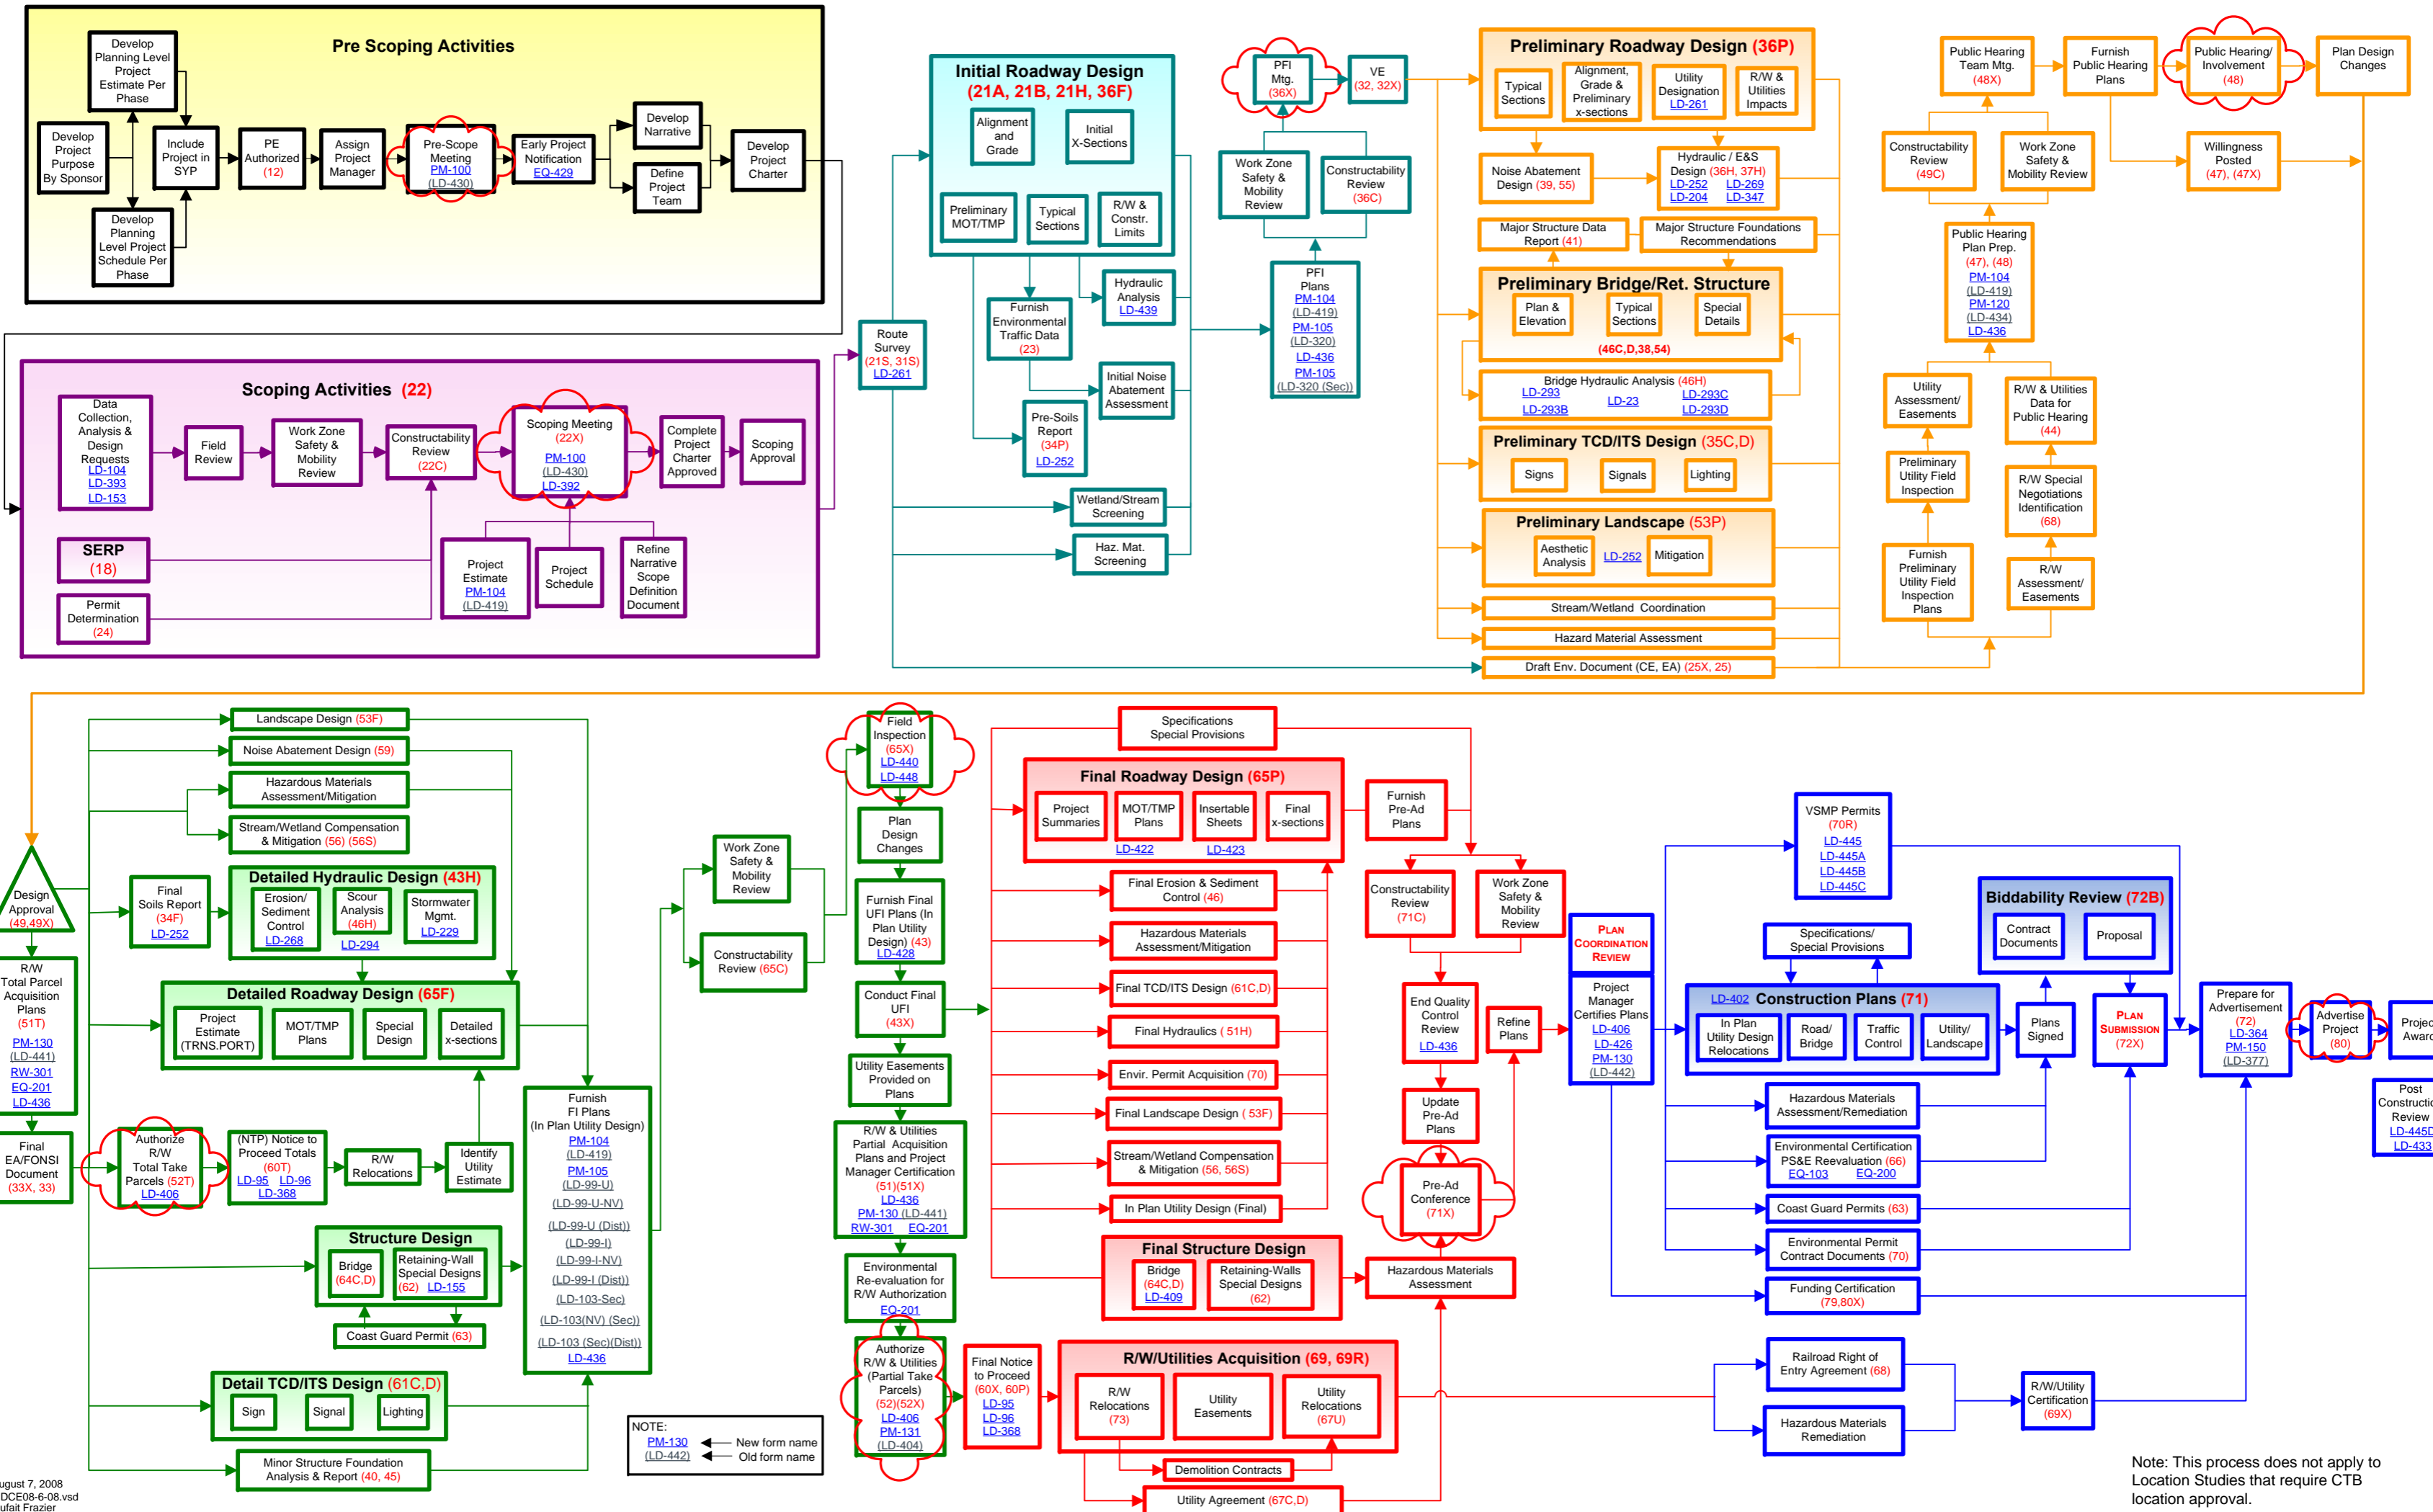 Pre Scoping Activities
Develop
Planning Level
Project
Estimate Per
Phase
Develop
Project
Purpose
By Sponsor
Develop
Planning
Level Project
Schedule Per
Phase
Include
Project in
SYP
PE
Authorized
(12)
Assign
Project
Manager
Pre-Scope
Meeting
PM-100
(LD-430)
Early Project
Notification
EQ-429
Develop
Narrative
Define
Project
Team
Develop
Project
Charter
Scoping Activities (22)
Data
Collection,
Analysis &
Design
Requests
LD-104
LD-393
LD-153
Field
Review
Work Zone
Safety &
Mobility
Review
Constructability
Review
(22C)
Scoping Meeting
(22X)
PM-100
(LD-430)
LD-392
Complete
Project
Charter
Approved
Scoping
Approval
SERP
(18)
Permit
Determination
(24)
Project
Estimate
PM-104
(LD-419)
Project
Schedule
Refine
Narrative
Scope
Definition
Document
Route
Survey
(21S, 31S)
LD-261
Initial Roadway Design
(21A, 21B, 21H, 36F)
Alignment
and
Grade
Initial
X-Sections
Preliminary
MOT/TMP
Typical
Sections
R/W &
Constr.
Limits
Furnish
Environmental
Traffic Data
(23)
Hydraulic
Analysis
LD-439
Initial Noise
Abatement
Assessment
Pre-Soils
Report
(34P)
LD-252
Wetland/Stream
Screening
Haz. Mat.
Screening
PFI
Mtg.
(36X)
VE
(32, 32X)
Work Zone
Safety &
Mobility
Review
Constructability
Review
(36C)
PFI
Plans
PM-104
(LD-419)
PM-105
(LD-320)
LD-436
PM-105
(LD-320 (Sec))
Preliminary Roadway Design (36P)
Typical
Sections
Alignment,
Grade &
Preliminary
x-sections
Utility
Designation
LD-261
R/W &
Utilities
Impacts
Noise Abatement
Design (39, 55)
Hydraulic / E&S
Design (36H, 37H)
LD-252 LD-269
LD-204 LD-347
Major Structure Data
Report (41)
Major Structure Foundations
Recommendations
Preliminary Bridge/Ret. Structure
Plan &
Elevation
Typical
Sections
Special
Details
(46C,D,38,54)
Bridge Hydraulic Analysis (46H)
LD-293 LD-23 LD-293C
LD-293B LD-293D
Preliminary TCD/ITS Design (35C,D)
Signs
Signals
Lighting
Preliminary Landscape (53P)
Aesthetic
Analysis
LD-252
Mitigation
Stream/Wetland Coordination
Hazard Material Assessment
Draft Env. Document (CE, EA) (25X, 25)
Public Hearing
Team Mtg.
(48X)
Furnish
Public Hearing
Plans
Public Hearing/
Involvement
(48)
Plan Design
Changes
Constructability
Review
(49C)
Work Zone
Safety &
Mobility Review
Willingness
Posted
(47), (47X)
Public Hearing
Plan Prep.
(47), (48)
PM-104
(LD-419)
PM-120
(LD-434)
LD-436
Utility
Assessment/
Easements
R/W & Utilities
Data for
Public Hearing
(44)
Preliminary
Utility Field
Inspection
R/W Special
Negotiations
Identification
(68)
Furnish
Preliminary
Utility Field
Inspection
Plans
R/W
Assessment/
Easements
Landscape Design (53F)
Noise Abatement Design (59)
Hazardous Materials
Assessment/Mitigation
Stream/Wetland Compensation
& Mitigation (56) (56S)
Design
Approval
(49,49X)
Final
Soils Report
(34F)
LD-252
Detailed Hydraulic Design (43H)
Erosion/
Sediment
Control
LD-268
Scour
Analysis
(46H)
LD-294
Stormwater
Mgmt.
LD-229
R/W
Total Parcel
Acquisition
Plans
(51T)
PM-130
(LD-441)
RW-301
EQ-201
LD-436
Detailed Roadway Design (65F)
Project
Estimate
(TRNS.PORT)
MOT/TMP
Plans
Special
Design
Detailed
x-sections
Final
EA/FONSI
Document
(33X, 33)
Authorize
R/W
Total Take
Parcels (52T)
LD-406
(NTP) Notice to
Proceed Totals
(60T)
LD-95 LD-96
LD-368
R/W
Relocations
Identify
Utility
Estimate
Structure Design
Bridge
(64C,D)
Retaining-Wall
Special Designs
(62) LD-155
Coast Guard Permit (63)
Detail TCD/ITS Design (61C,D)
Sign
Signal
Lighting
Minor Structure Foundation
Analysis & Report (40, 45)
Furnish
FI Plans
(In Plan Utility Design)
PM-104
(LD-419)
PM-105
(LD-99-U)
(LD-99-U-NV)
(LD-99-U (Dist))
(LD-99-I)
(LD-99-I-NV)
(LD-99-I (Dist))
(LD-103-Sec)
(LD-103(NV) (Sec))
(LD-103 (Sec)(Dist))
LD-436
Work Zone
Safety &
Mobility
Review
Constructability
Review (65C)
Field
Inspection
(65X)
LD-440
LD-448
Plan
Design
Changes
Furnish Final
UFI Plans (In
Plan Utility
Design) (43)
LD-428
Conduct Final
UFI
(43X)
Utility Easements
Provided on
Plans
R/W & Utilities
Partial Acquisition
Plans and Project
Manager Certification
(51)(51X)
LD-436
PM-130 (LD-441)
RW-301 EQ-201
Environmental
Re-evaluation for
R/W Authorization
EQ-201
Authorize
R/W & Utilities
(Partial Take
Parcels)
(52)(52X)
LD-406
PM-131
(LD-404)
NOTE:
PM-130 New form name
(LD-442) Old form name
Specifications
Special Provisions
Final Roadway Design (65P)
Project
Summaries
MOT/TMP
Plans
Insertable
Sheets
Final
x-sections
LD-422 LD-423
Furnish
Pre-Ad
Plans
Final Erosion & Sediment
Control (46)
Hazardous Materials
Assessment/Mitigation
Final TCD/ITS Design (61C,D)
Final Hydraulics ( 51H)
Envir. Permit Acquisition (70)
Final Landscape Design ( 53F)
Stream/Wetland Compensation
& Mitigation (56, 56S)
In Plan Utility Design (Final)
Final Structure Design
Bridge
(64C,D)
LD-409
Retaining-Walls
Special Designs
(62)
Hazardous Materials
Assessment
Final Notice
to Proceed
(60X, 60P)
LD-95
LD-96
LD-368
R/W/Utilities Acquisition (69, 69R)
R/W
Relocations
(73)
Utility
Easements
Utility
Relocations
(67U)
Demolition Contracts
Utility Agreement (67C,D)
Constructability
Review
(71C)
Work Zone
Safety &
Mobility
Review
End Quality
Control
Review
LD-436
Refine
Plans
Update
Pre-Ad
Plans
Pre-Ad
Conference
(71X)
PLAN
COORDINATION
REVIEW
Project
Manager
Certifies Plans
LD-406
LD-426
PM-130
(LD-442)
VSMP Permits
(70R)
LD-445
LD-445A
LD-445B
LD-445C
Specifications/
Special Provisions
Biddability Review (72B)
Contract
Documents
Proposal
LD-402 Construction Plans (71)
In Plan
Utility Design
Relocations
Road/
Bridge
Traffic
Control
Utility/
Landscape
Plans
Signed
PLAN
SUBMISSION
(72X)
Prepare for
Advertisement
(72)
LD-364
PM-150
(LD-377)
Advertise
Project
(80)
Project
Award
Post
Construction
Review
LD-445D
LD-433
Hazardous Materials
Assessment/Remediation
Environmental Certification
PS&E Reevaluation (66)
EQ-103 EQ-200
Coast Guard Permits (63)
Environmental Permit
Contract Documents (70)
Funding Certification
(79,80X)
Railroad Right of
Entry Agreement (68)
Hazardous Materials
Remediation
R/W/Utility
Certification
(69X)
Note: This process does not apply to
Location Studies that require CTB
location approval.
ugust 7, 2008
DCE08-6-08.vsd
ufait Frazier